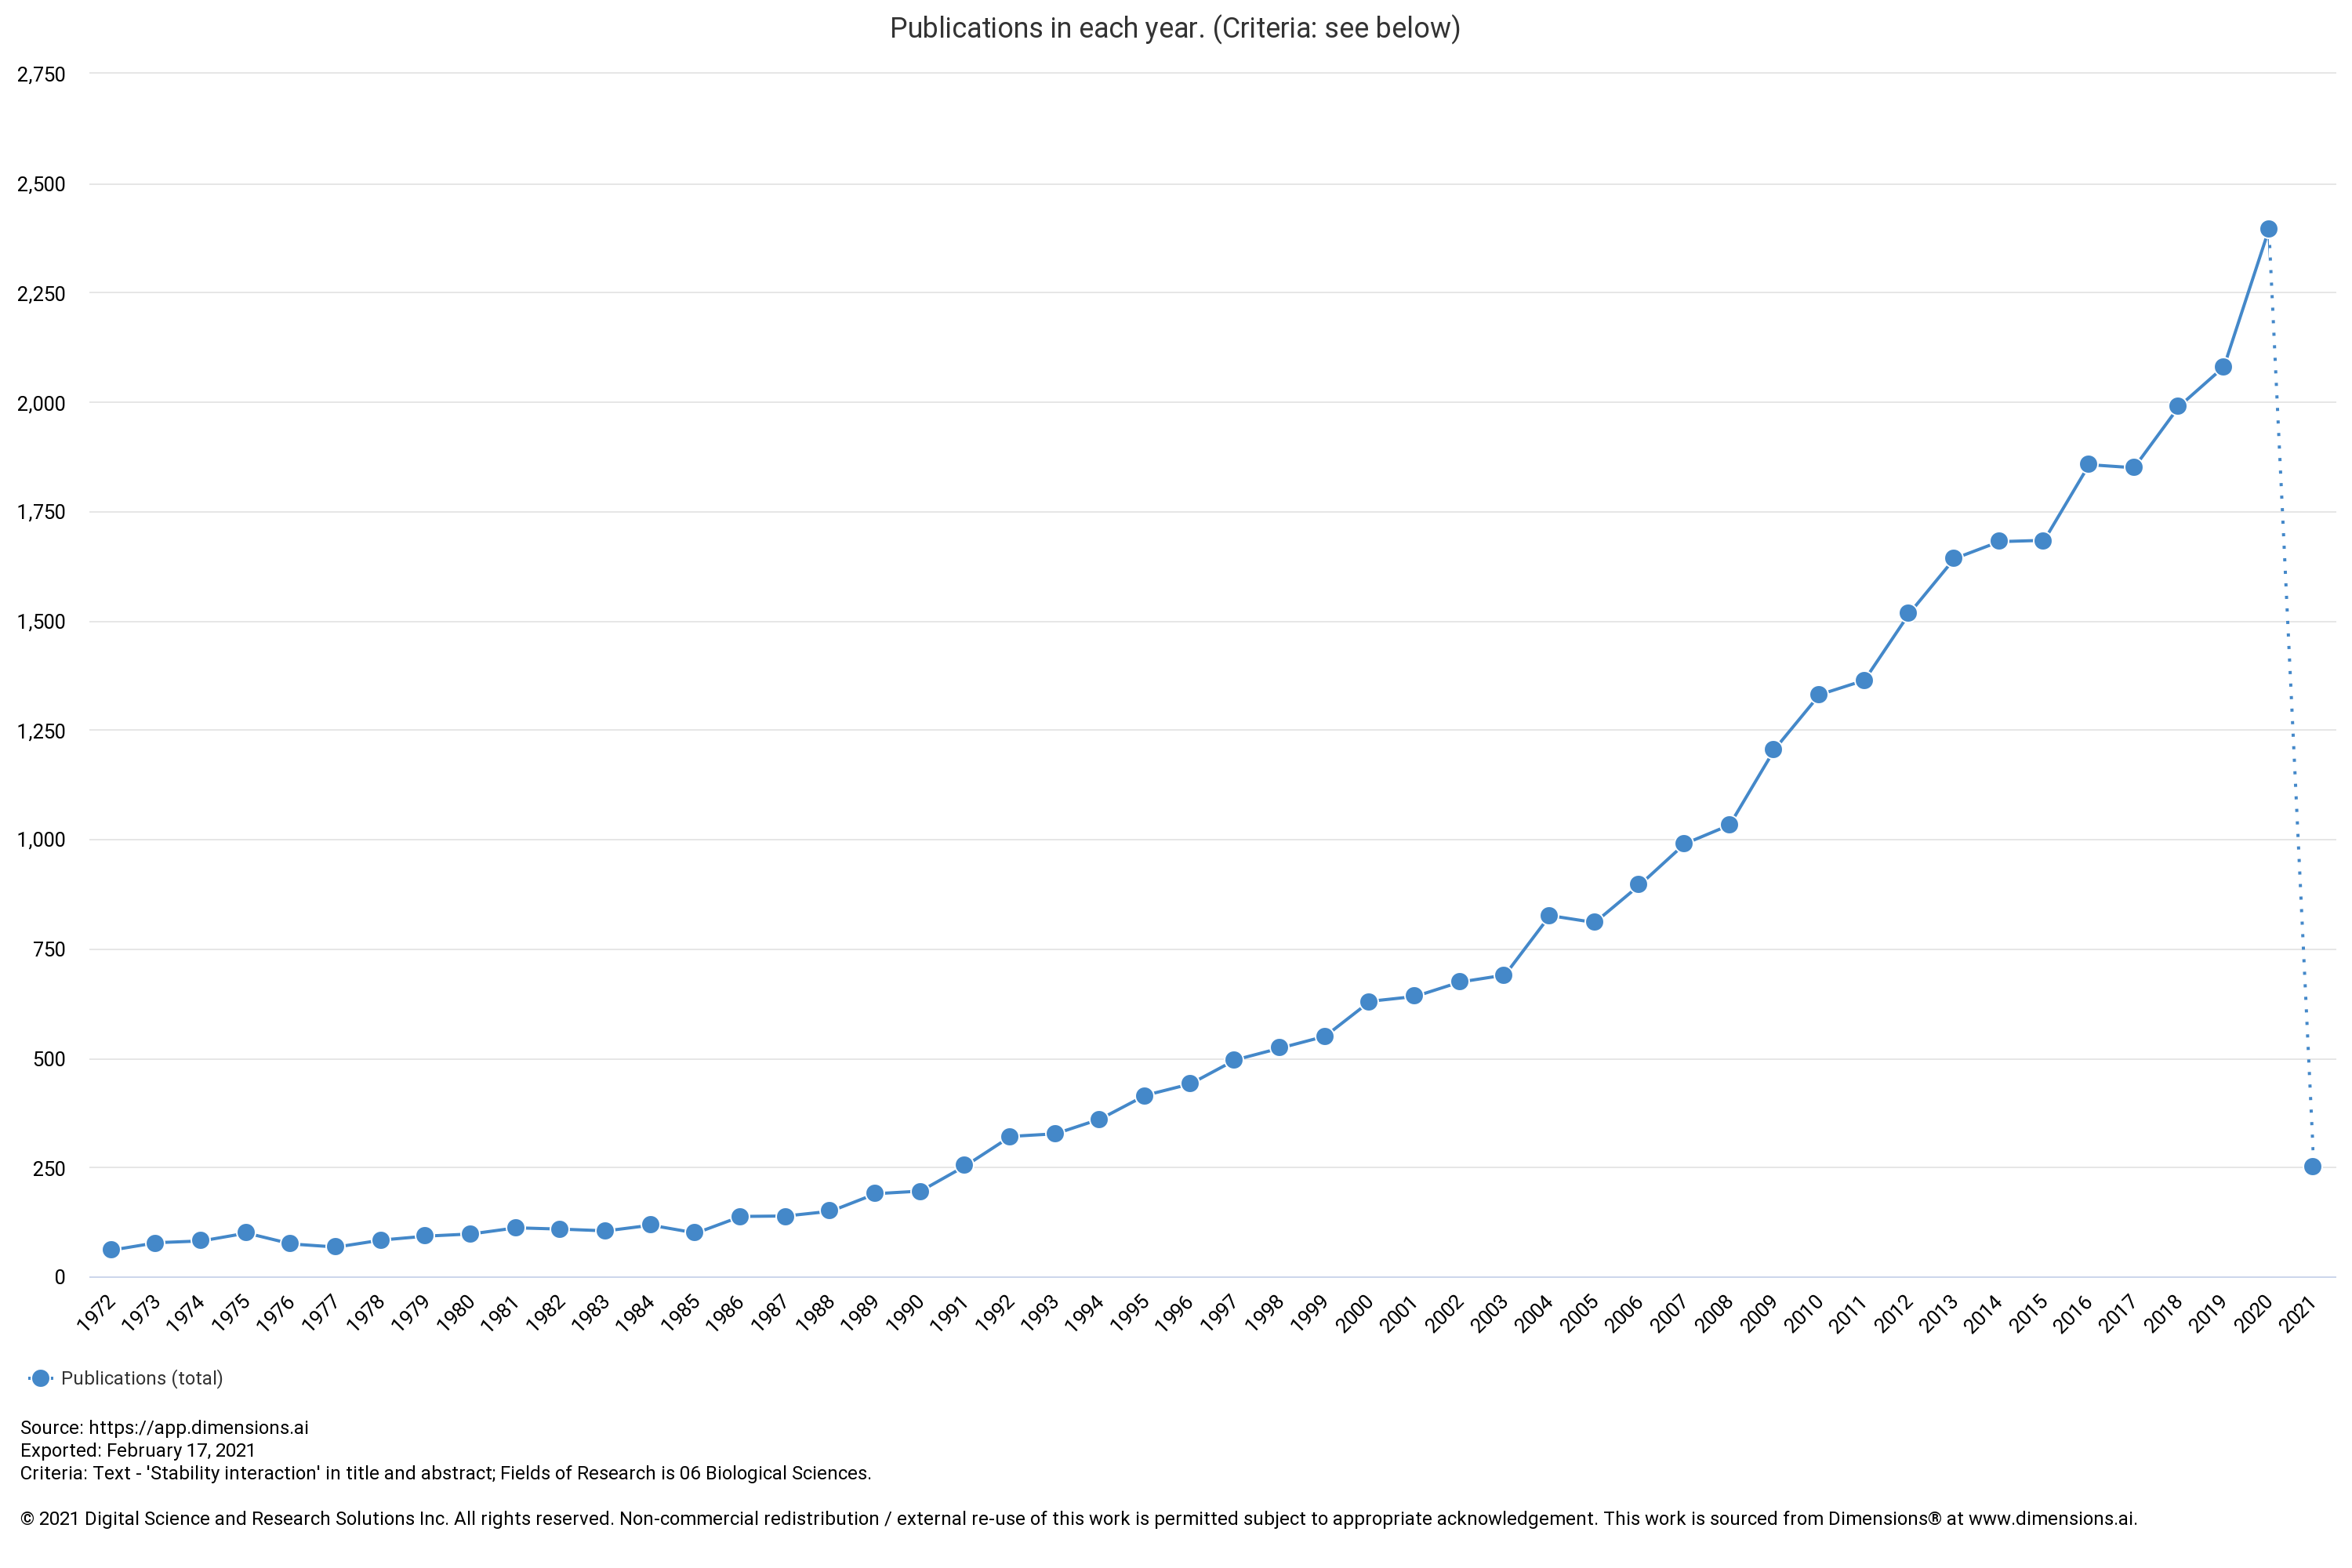 Publications in each year. (Criteria: see below)
2,750
2,500
2,250
2,000
1,750
1,500
1,250
1,000
750
500
250
0
1972 1973 1974 1975 1976 1977 1978 1979 1980 1981 1982 1983 1984 1985 1986 1987 1988 1989 1990 1991 1992 1993 1994 1995 1996 1997 1998 1999 2000 2001 2002 2003 2004 2005 2006 2007 2008 2009 2010 2011 2012 2013 2014 2015 2016 2017 2018 2019 2020 2021
Publications (total)
Source: https://app.dimensions.ai
Exported: February 17, 2021
Criteria: Text - 'Stability interaction' in title and abstract; Fields of Research is 06 Biological Sciences.
© 2021 Digital Science and Research Solutions Inc. All rights reserved. Non-commercial redistribution / external re-use of this work is permitted subject to appropriate acknowledgement. This work is sourced from Dimensions® at www.dimensions.ai.